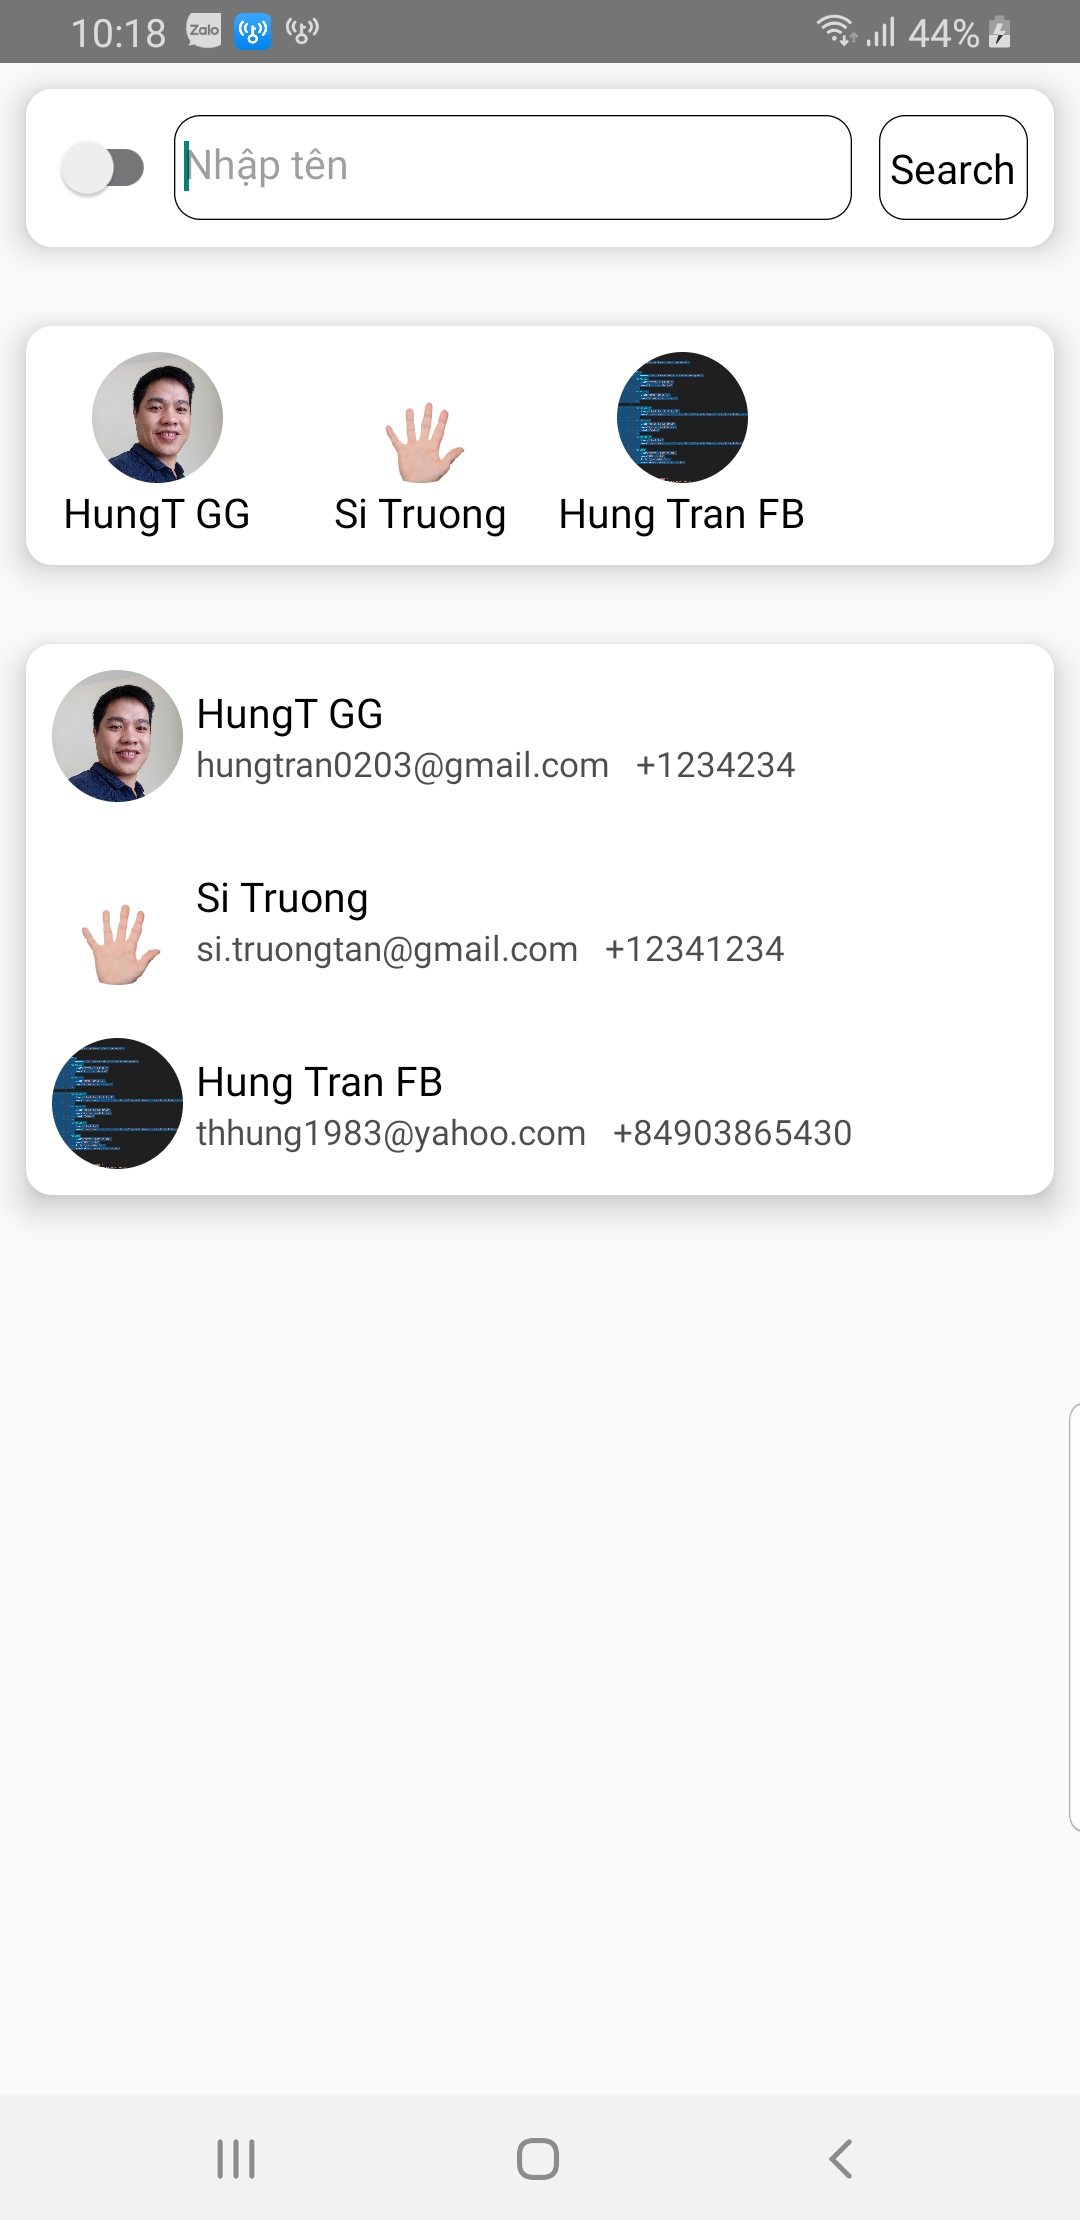 10:18 Zalo 44%
Nhập tên
Search
HungT GG
Si Truong
Hung Tran FB
HungT GG
hungtran0203@gmail.com +1234234
Si Truong
si.truongtan@gmail.com +12341234
Hung Tran FB
thhung1983@yahoo.com +84903865430